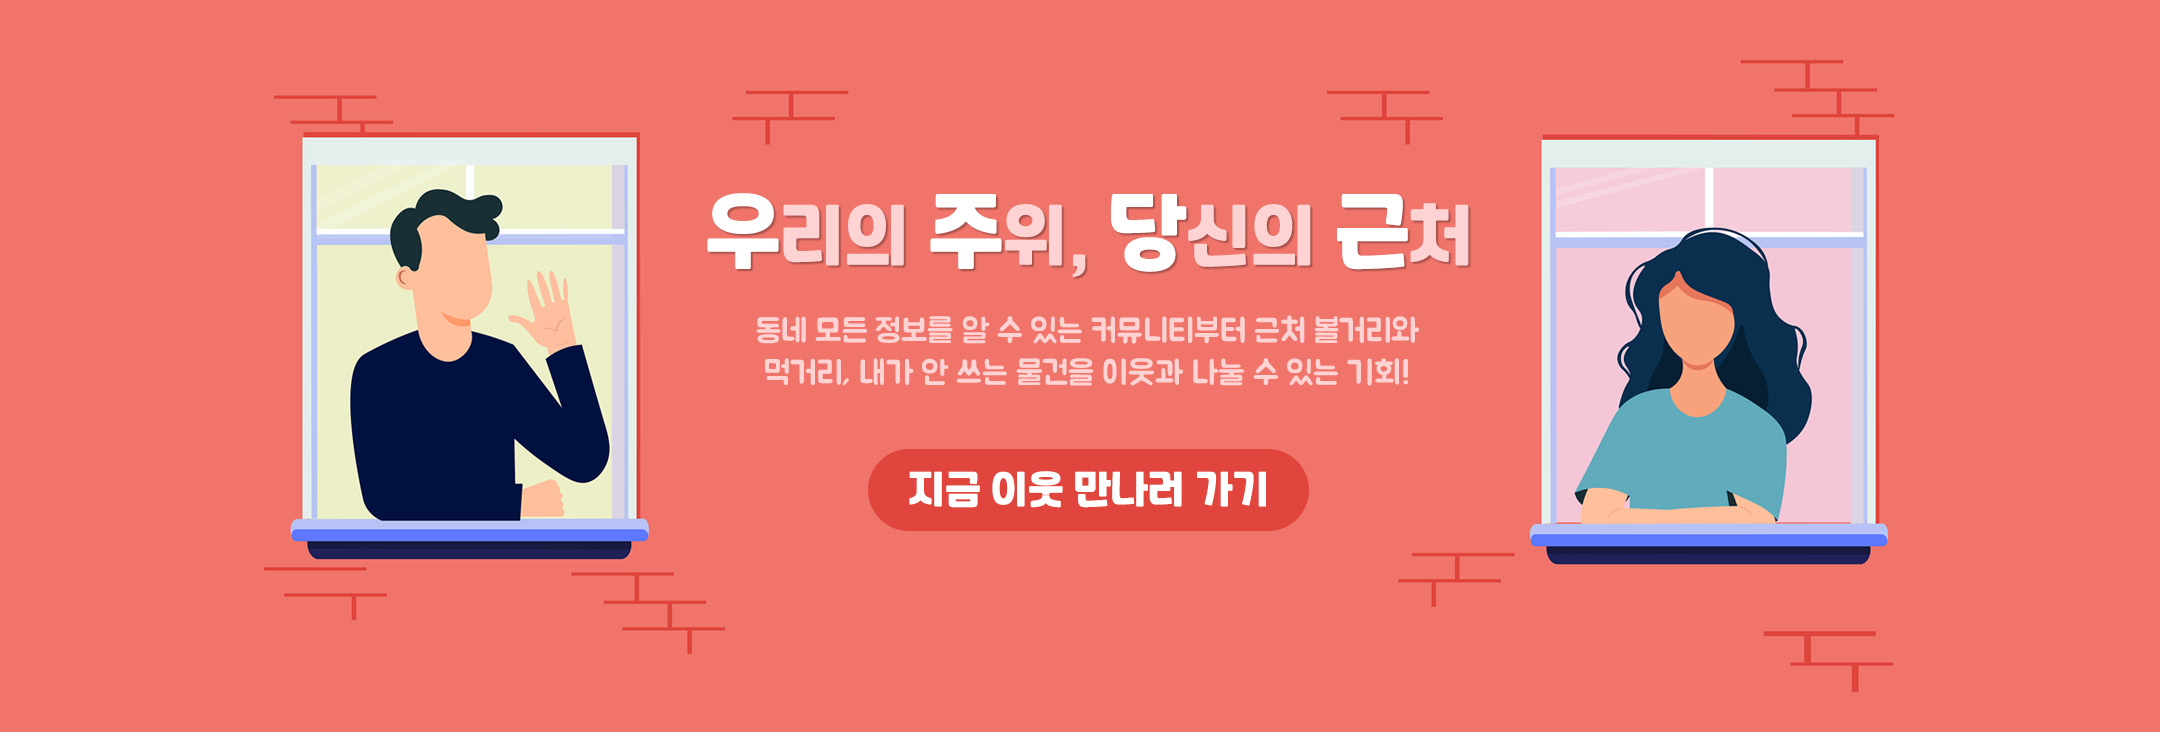 우리의 주위, 당신의 근처
동네 모든 정보를 알 수 있는 커뮤니티부터 근처 볼거리와
먹거리, 내가 안 쓰는 물건을 이웃과 나눌 수 있는 기회!
지금 이웃 만나러 가기